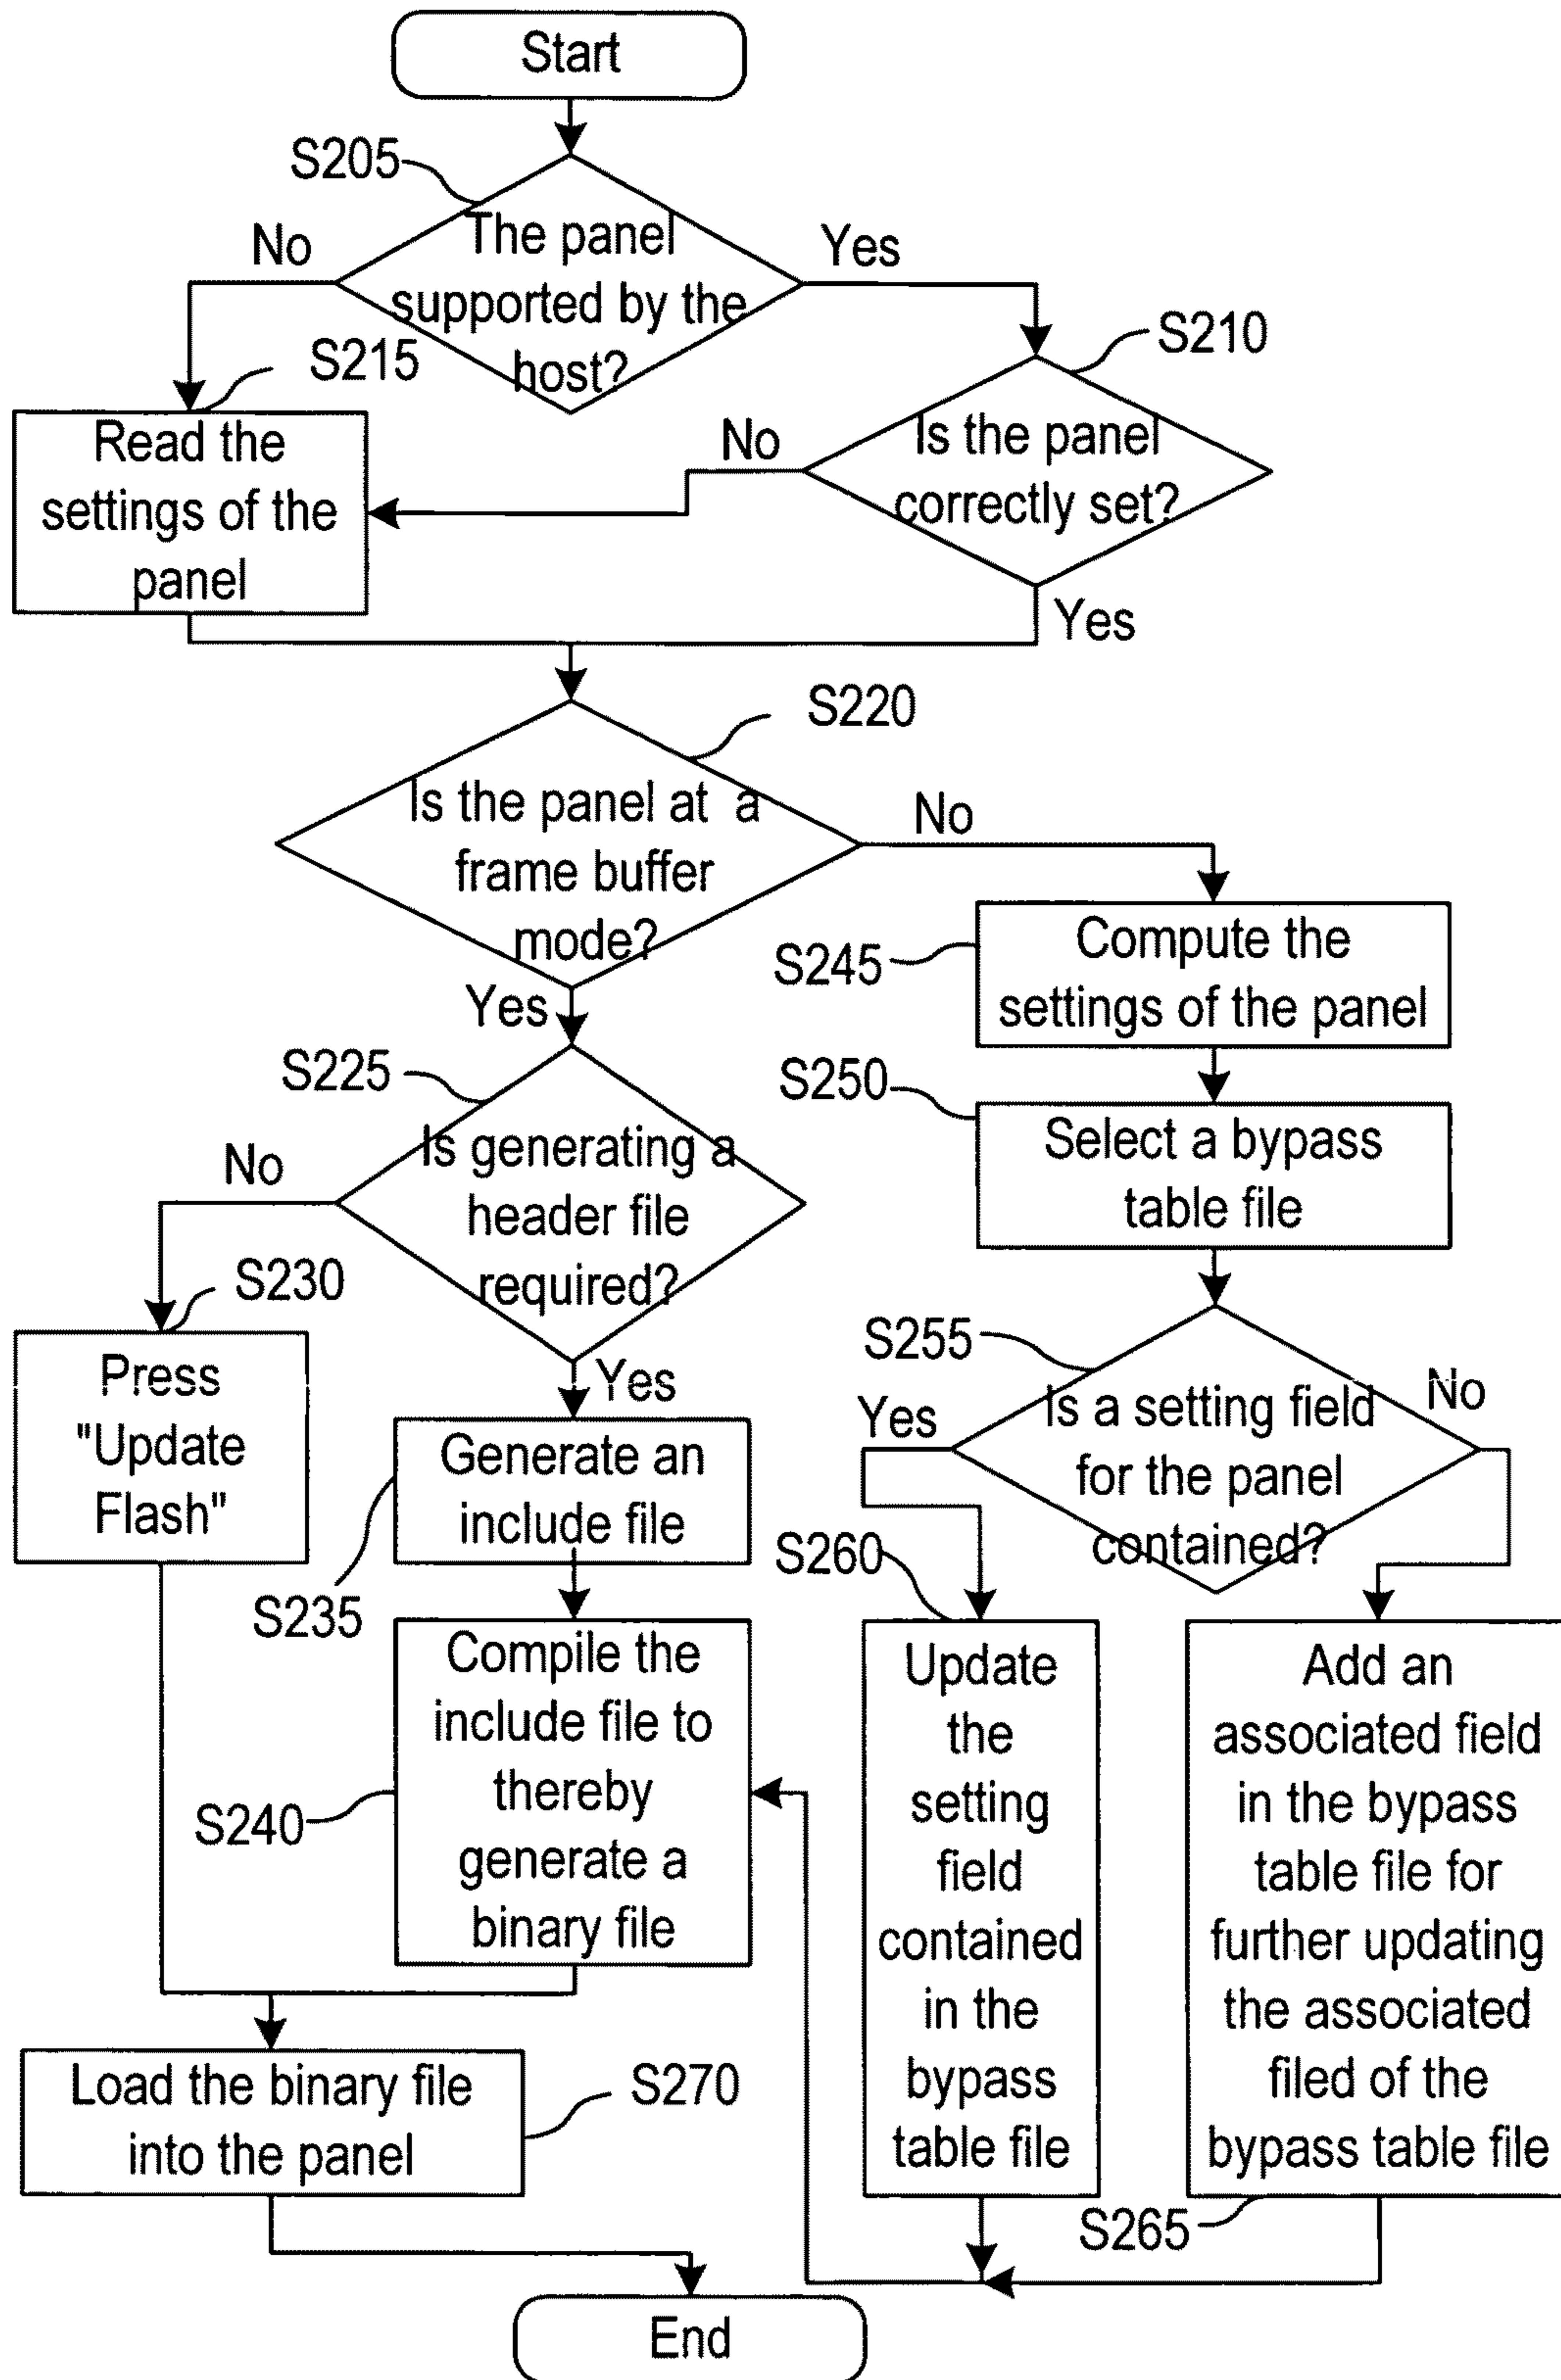 Start
S205
The panel
supported by the
host?
No
Yes
S215
S210
Read the
settings of the
panel
No
Is the panel
correctly set?
Yes
S220
Is the panel at a
frame buffer
mode?
No
Yes
S245
Compute the
settings of the panel
S225
S250
Select a bypass
table file
Is generating a
header file
required?
No
S230
Press
"Update
Flash"
Yes
S255
Is a setting field
for the panel
contained?
Yes
No
Generate an
include file
S235
S260
Compile the
include file to
thereby
generate a
binary file
S240
Update
the
setting
field
contained
in the
bypass
table file
Add an
associated field
in the bypass
table file for
further updating
the associated
filed of the
bypass table file
Load the binary file
into the panel
S270
S265
End